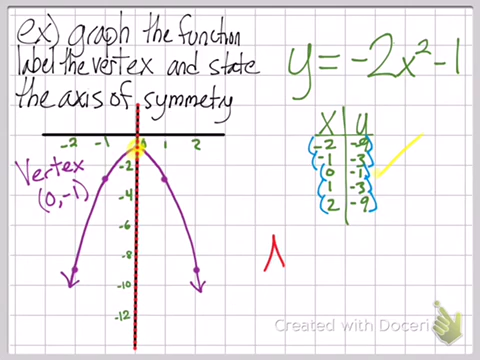 ex) graph the function
label the vertex and state
the axis of symmetry
y = -2x² - 1
x y
-2 -9
-1 -3
0 -1
1 -3
2 -9
-2 -1 0 1 2
Vertex
(0, -1)
-2
-4
-6
-8
-10
-12
Created with Doceri